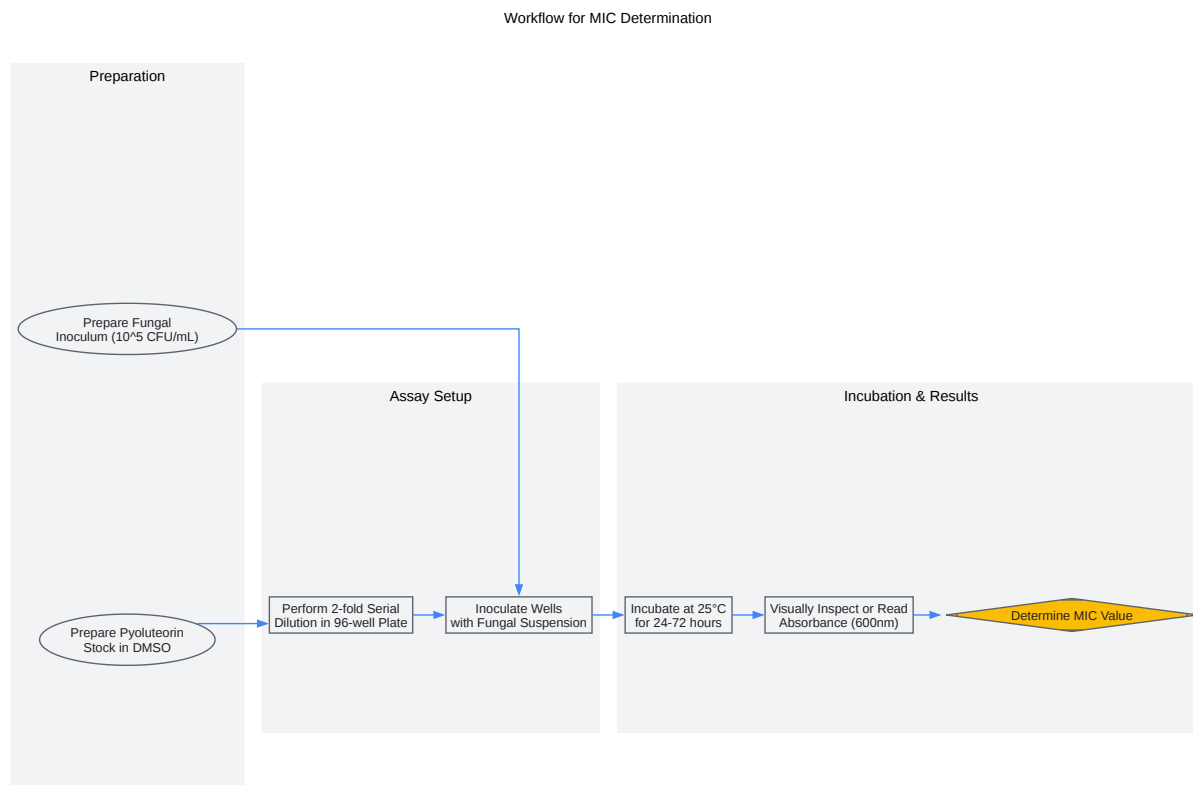 Workflow for MIC Determination
Preparation
Prepare Fungal
Inoculum (10^5 CFU/mL)
Prepare Pyoluteorin
Stock in DMSO
Assay Setup
Perform 2-fold Serial
Dilution in 96-well Plate
Inoculate Wells
with Fungal Suspension
Incubation & Results
Incubate at 25°C
for 24-72 hours
Visually Inspect or Read
Absorbance (600nm)
Determine MIC Value